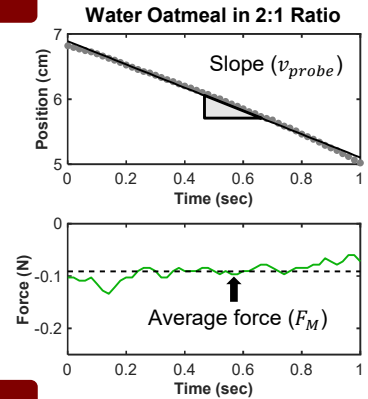 Water Oatmeal in 2:1 Ratio
7
6
5
Position (cm)
Slope (v_probe)
0 0.2 0.4 0.6 0.8 1
Time (sec)
0
-0.1
-0.2
Force (N)
Average force (F_M)
0 0.2 0.4 0.6 0.8 1
Time (sec)